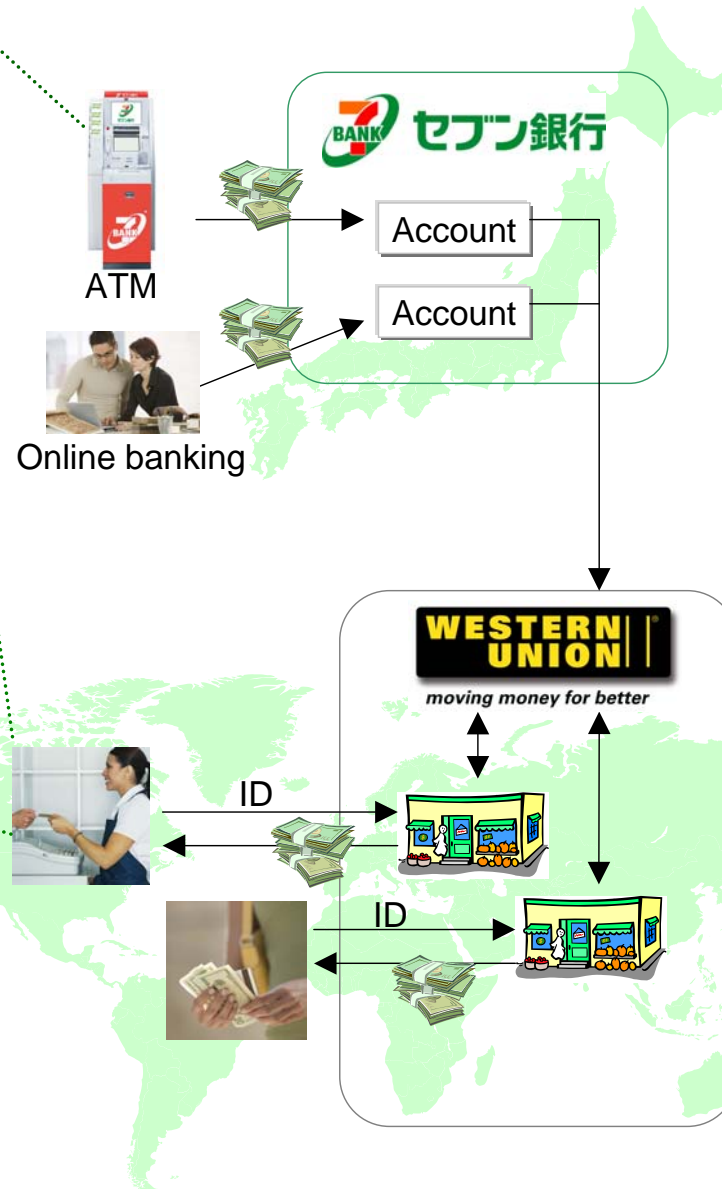 7
BANK
セブン銀行
ATM
Account
Account
Online banking
WESTERN
UNION
moving money for better
ID
ID